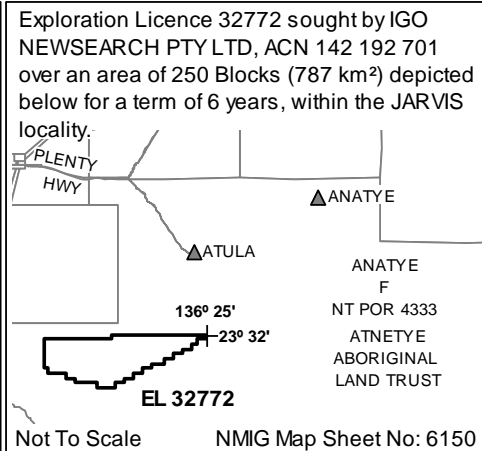 Exploration Licence 32772 sought by IGO
NEWSEARCH PTY LTD, ACN 142 192 701
over an area of 250 Blocks (787 km²) depicted
below for a term of 6 years, within the JARVIS
locality.
PLENTY
HWY
ANATYE
ATULA
ANATYE
F
NT POR 4333
ATNETYE
ABORIGINAL
LAND TRUST
136º 25'
23º 32'
EL 32772
Not To Scale NMIG Map Sheet No: 6150